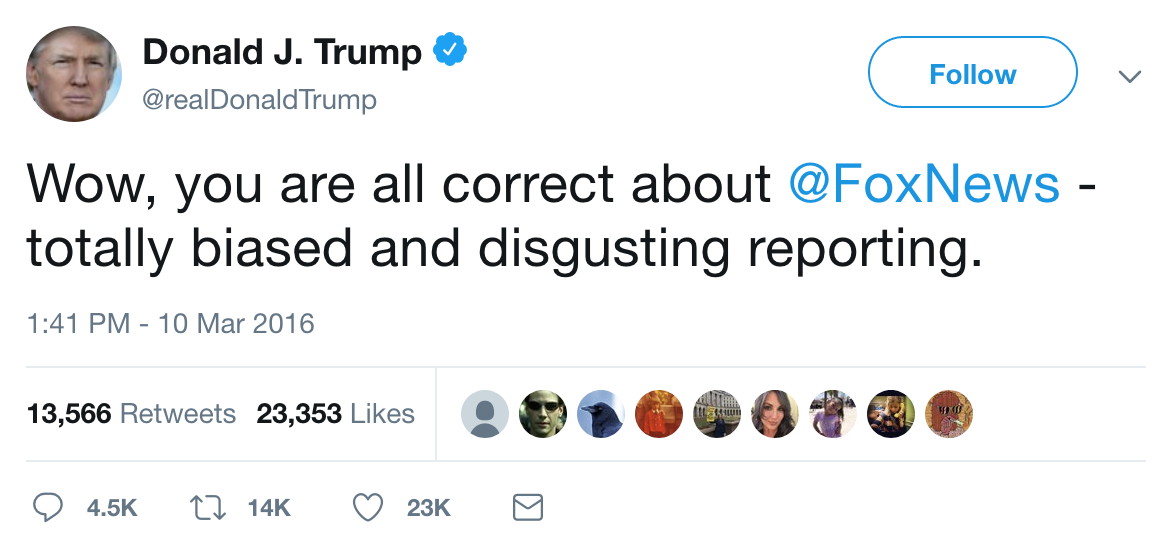 Donald J. Trump
@realDonaldTrump
Follow
Wow, you are all correct about @FoxNews -
totally biased and disgusting reporting.
1:41 PM - 10 Mar 2016
13,566 Retweets 23,353 Likes
4.5K 14K 23K